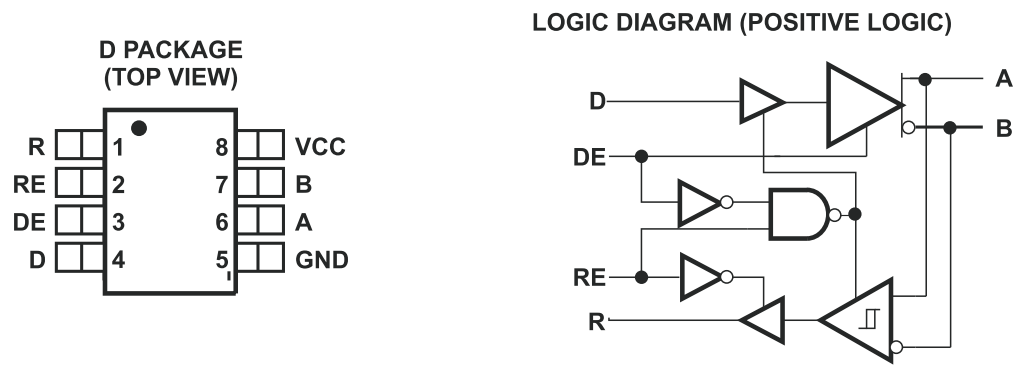 LOGIC DIAGRAM (POSITIVE LOGIC)
D PACKAGE
(TOP VIEW)
R 1 8 VCC
RE 2 7 B
DE 3 6 A
D 4 5 GND
A
D
B
DE
RE
R